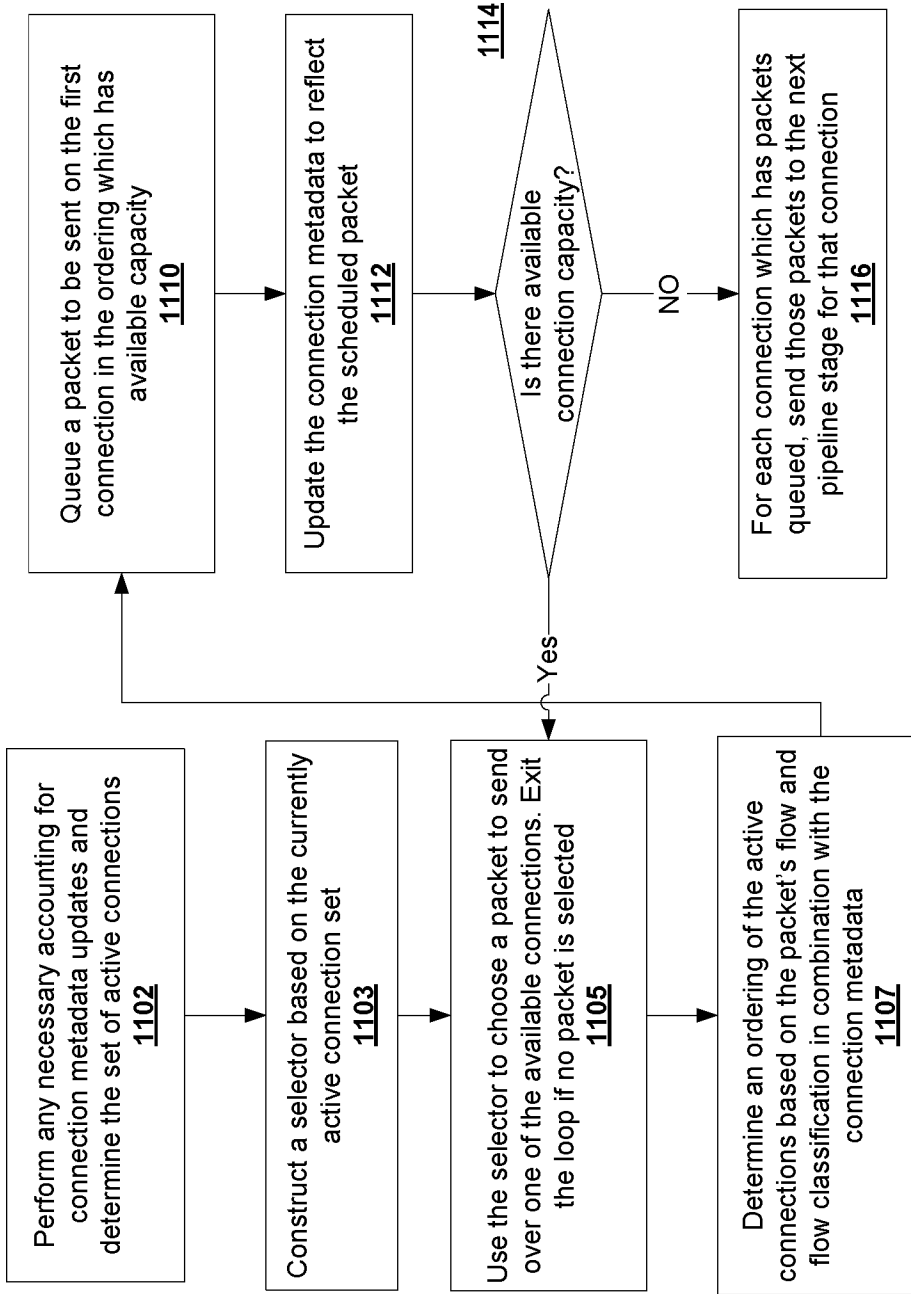 Perform any necessary accounting for
connection metadata updates and
determine the set of active connections
1102
Construct a selector based on the currently
active connection set
1103
Use the selector to choose a packet to send
over one of the available connections. Exit
the loop if no packet is selected
1105
Determine an ordering of the active
connections based on the packet's flow and
flow classification in combination with the
connection metadata
1107
Queue a packet to be sent on the first
connection in the ordering which has
available capacity
1110
Update the connection metadata to reflect
the scheduled packet
1112
1114
Is there available
connection capacity?
Yes
NO
For each connection which has packets
queued, send those packets to the next
pipeline stage for that connection
1116